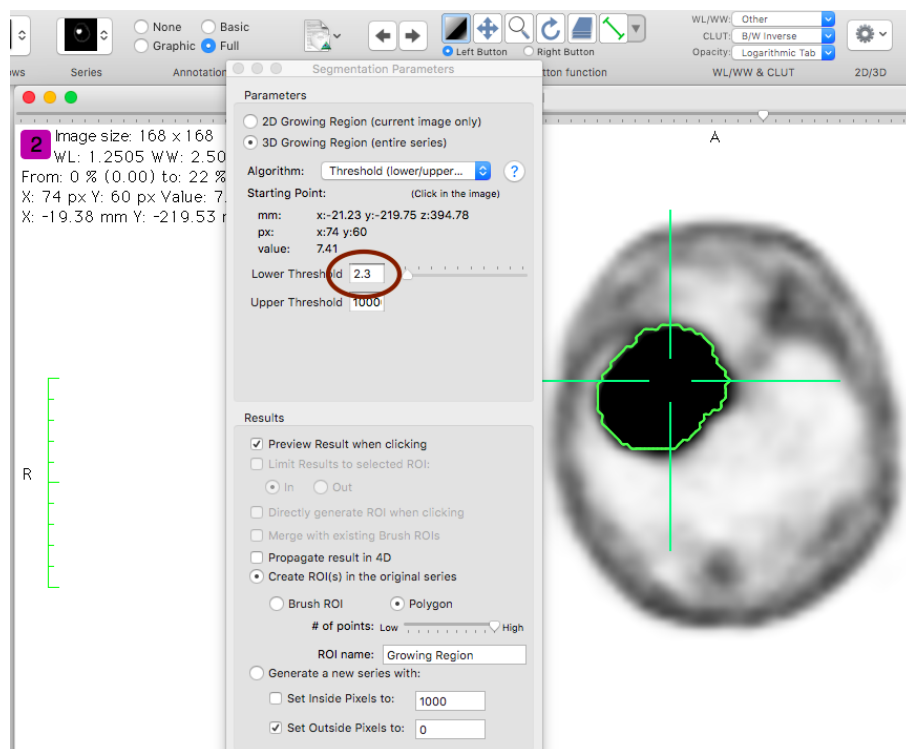 None Basic
Graphic Full
WL/WW: Other
CLUT: B/W Inverse
Opacity: Logarithmic Tab
Left Button Right Button
ws Series Annotation tton function WL/WW & CLUT 2D/3D
Segmentation Parameters
Parameters
2D Growing Region (current image only)
3D Growing Region (entire series)
Algorithm: Threshold (lower/upper... ?
Starting Point: (Click in the image)
mm: x:-21.23 y:-219.75 z:394.78
px: x:74 y:60
value: 7.41
Lower Threshold 2.3
Upper Threshold 1000
Results
Preview Result when clicking
Limit Results to selected ROI:
In Out
Directly generate ROI when clicking
Merge with existing Brush ROIs
Propagate result in 4D
Create ROI(s) in the original series
Brush ROI Polygon
# of points: Low High
ROI name: Growing Region
Generate a new series with:
Set Inside Pixels to: 1000
Set Outside Pixels to: 0
2
Image size: 168 x 168
WL: 1.2505 WW: 2.50
From: 0 % (0.00) to: 22 %
X: 74 px Y: 60 px Value: 7.
X: -19.38 mm Y: -219.53
R
A